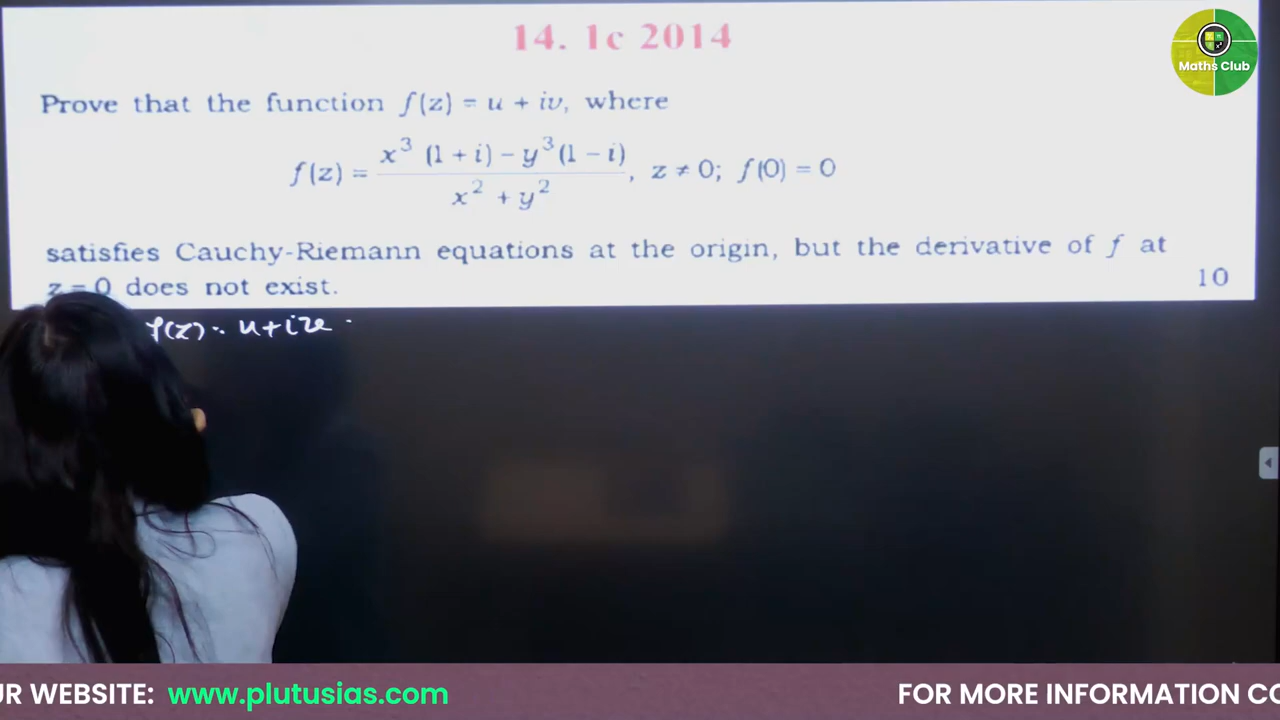 14. 1c 2014
Maths Club
Prove that the function f(z) = u + iv, where
f(z) = x³ (1 + i) − y³ (1 − i) / x² + y², z ≠ 0; f(0) = 0
satisfies Cauchy-Riemann equations at the origin, but the derivative of f at
z = 0 does not exist.
10
f(z) = u + iv
UR WEBSITE: www.plutusias.com
FOR MORE INFORMATION CO